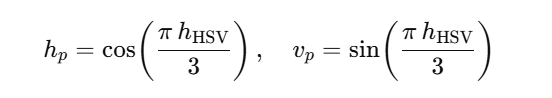 h_p = cos(π h_HSV / 3), v_p = sin(π h_HSV / 3)